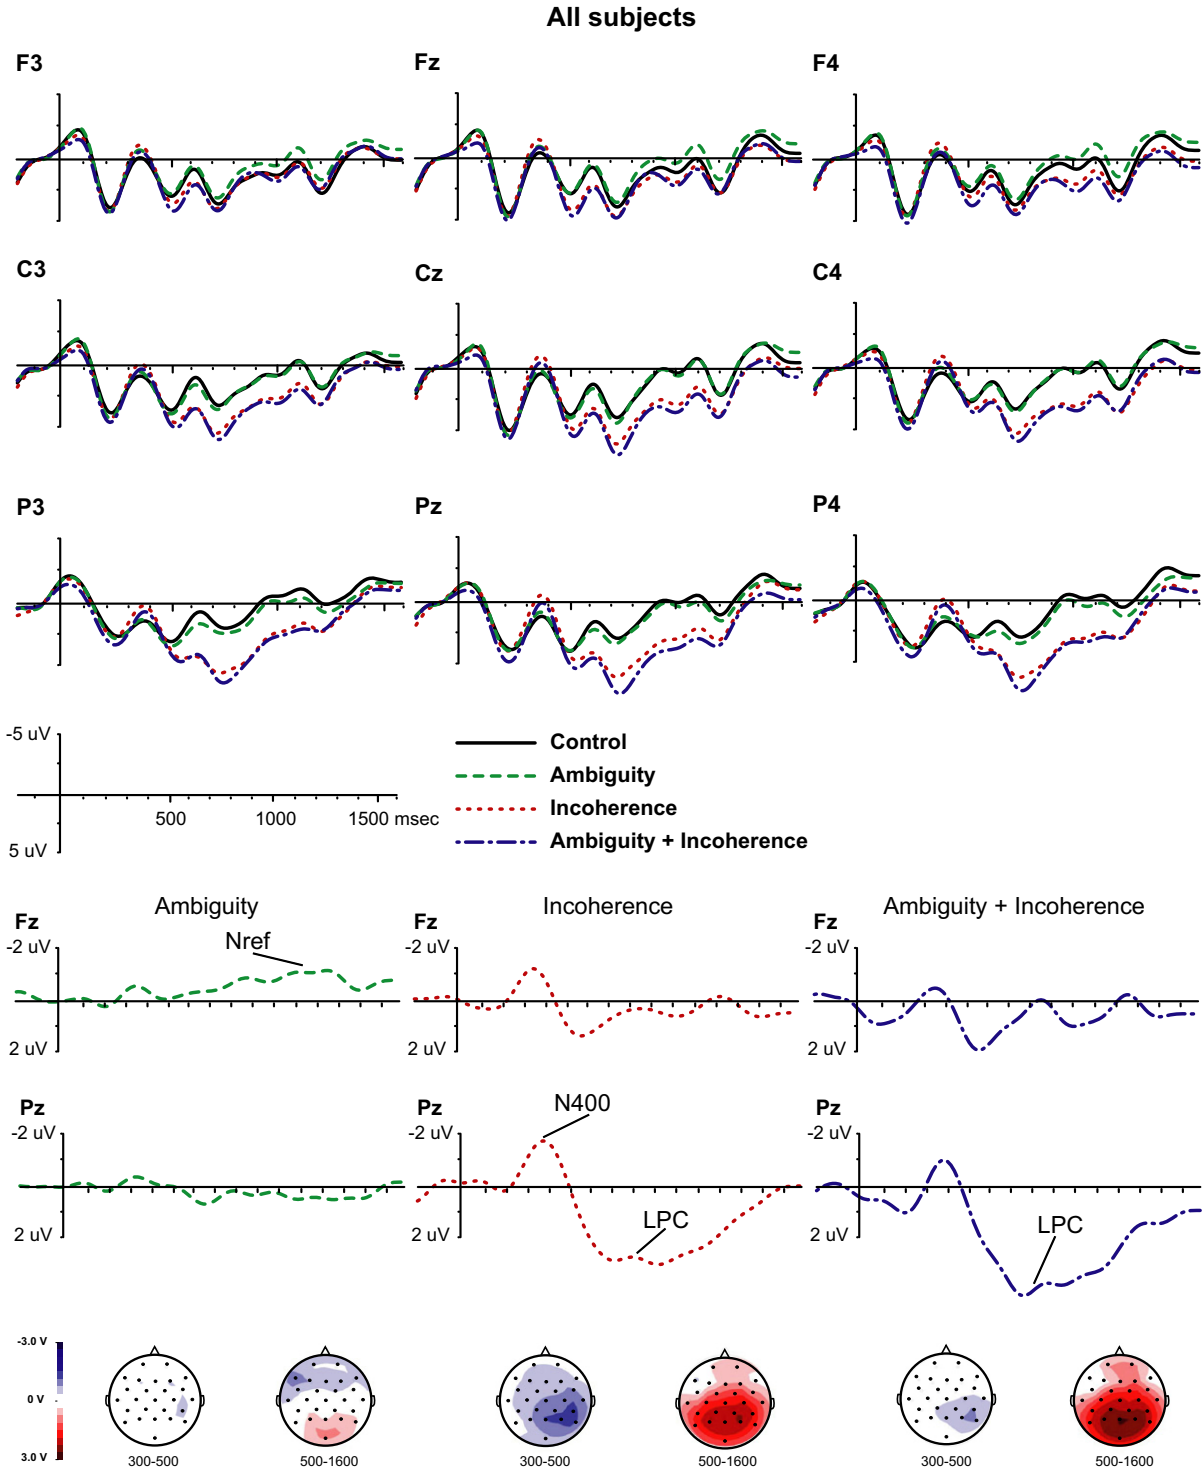 All subjects
F3 Fz F4
C3 Cz C4
P3 Pz P4
-5 uV
5 uV
500 1000 1500 msec
Control
Ambiguity
Incoherence
Ambiguity + Incoherence
Ambiguity Incoherence Ambiguity + Incoherence
Fz Fz Fz
-2 uV -2 uV -2 uV
Nref
2 uV 2 uV 2 uV
Pz Pz Pz
N400
-2 uV -2 uV -2 uV
LPC LPC
2 uV 2 uV 2 uV
-3.0 V
0 V
3.0 V
300-500 500-1600 300-500 500-1600 300-500 500-1600